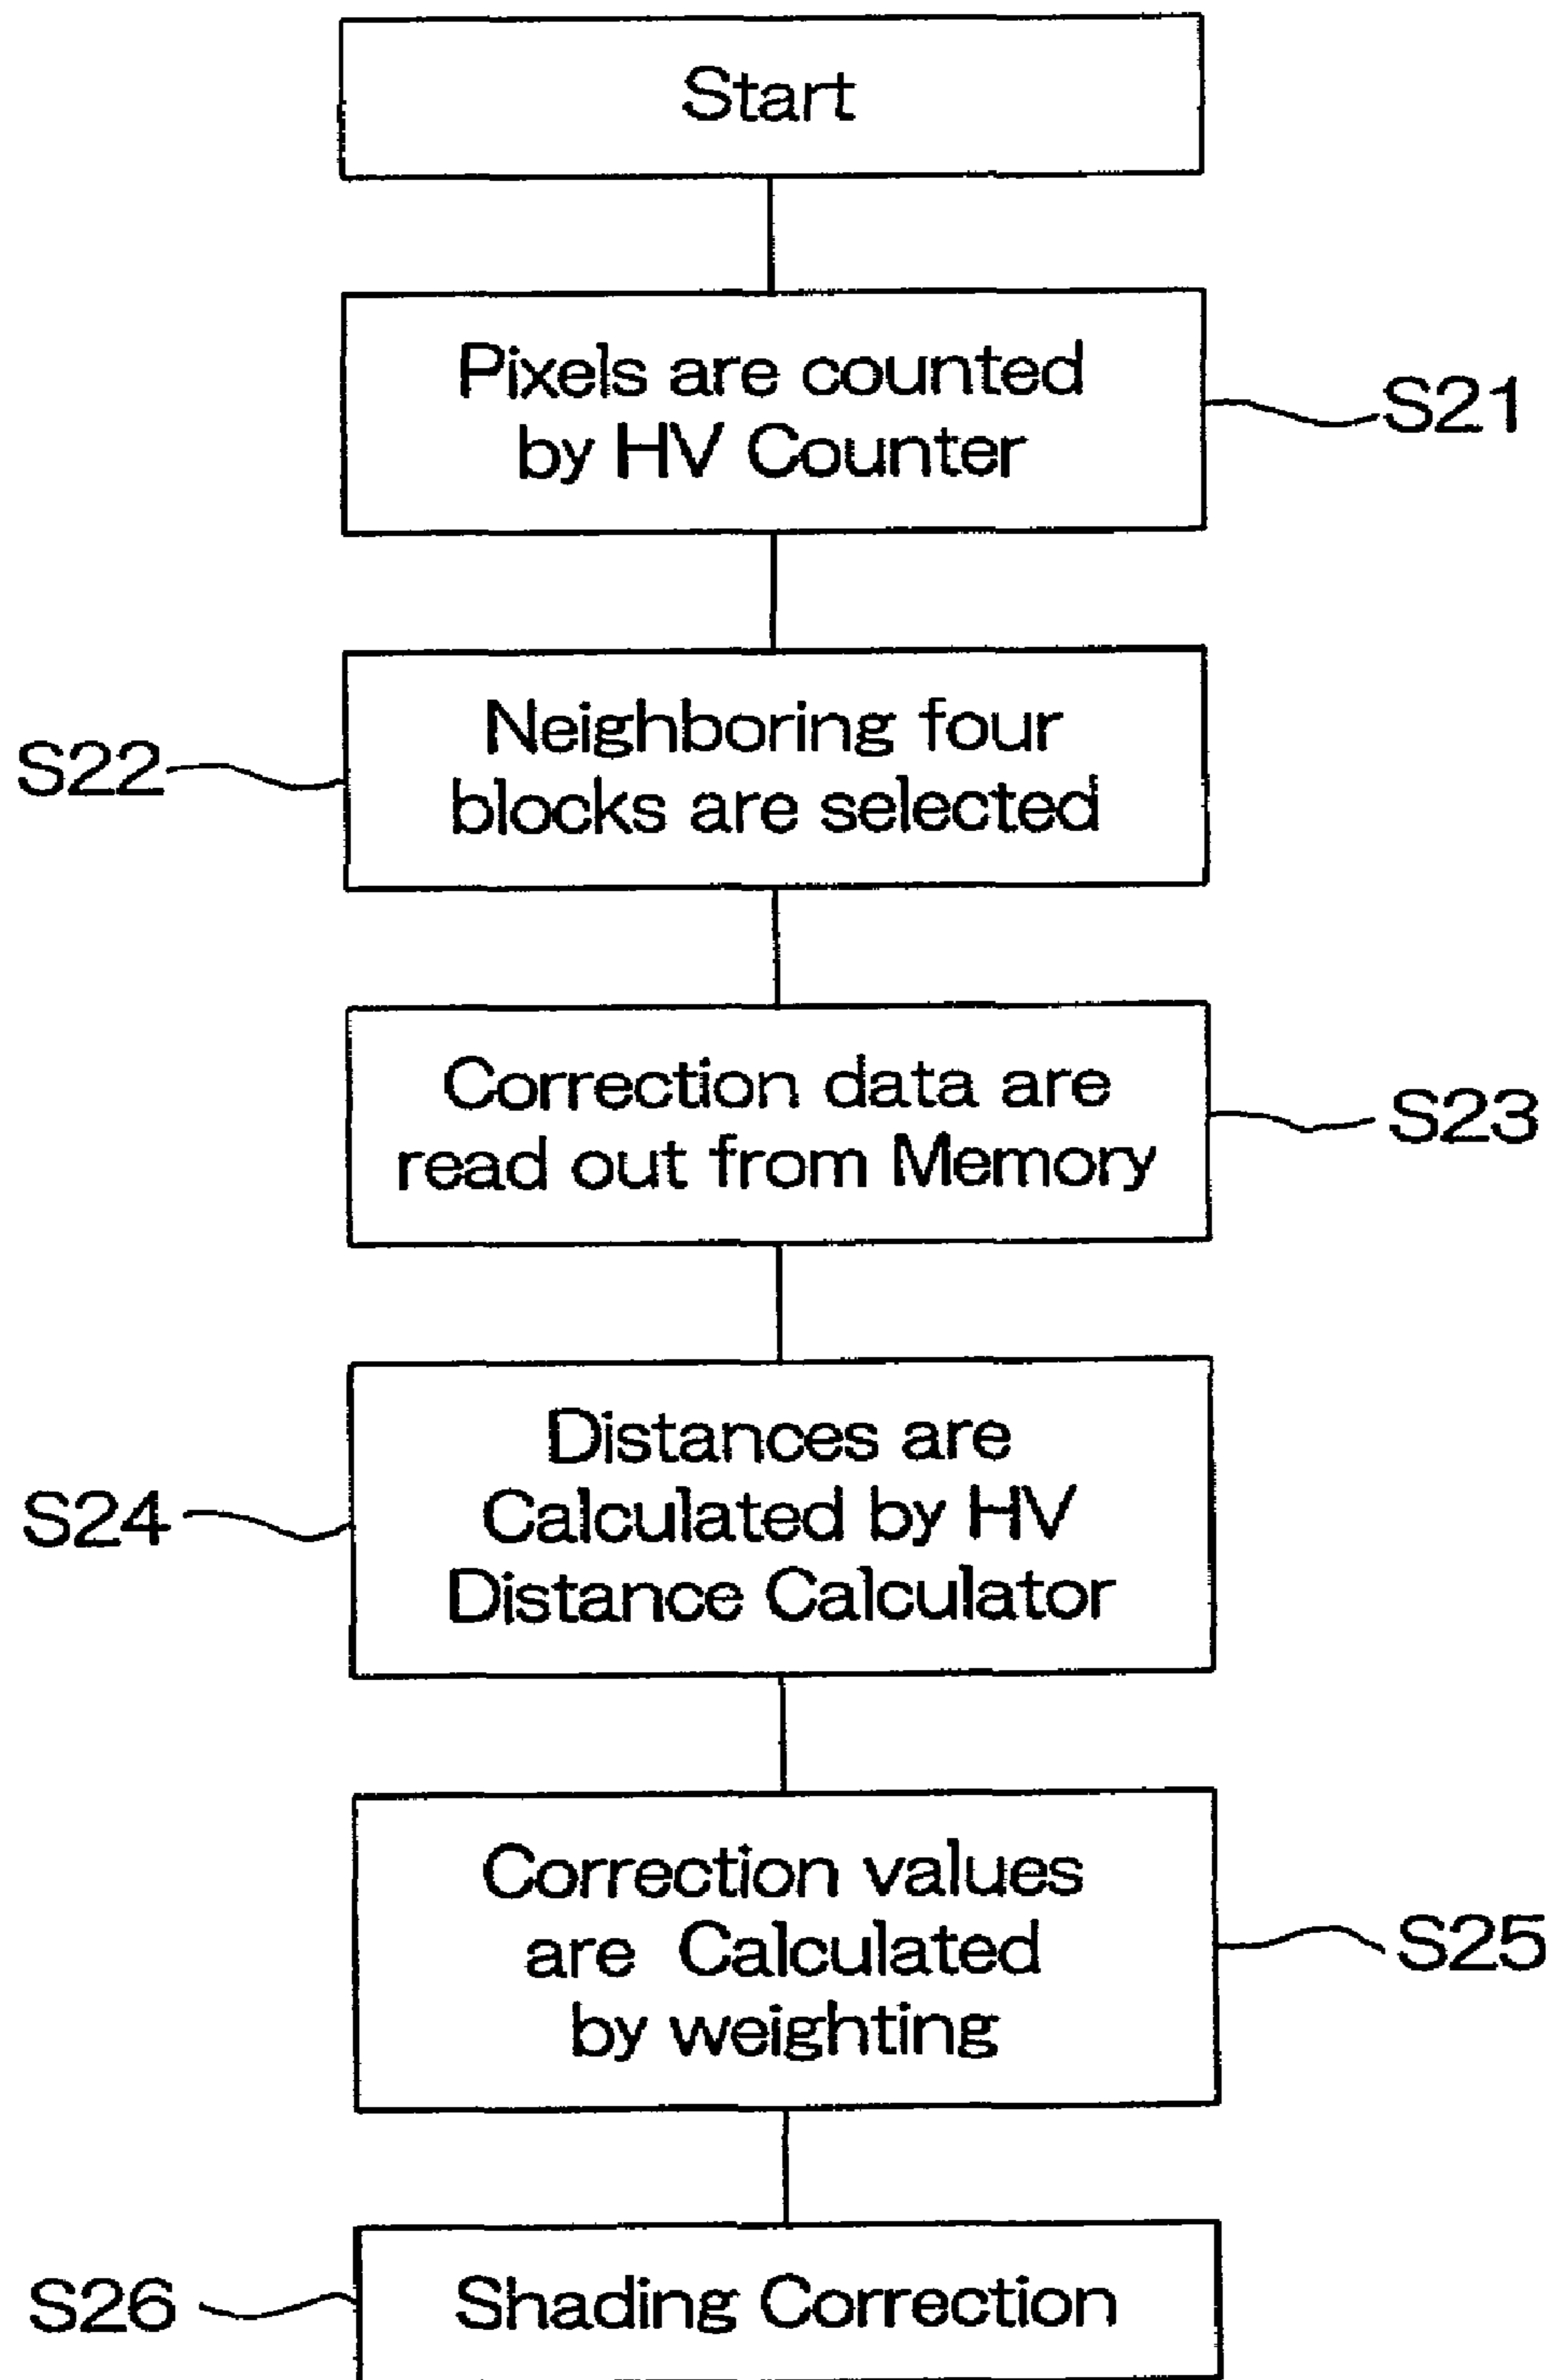 Start
Pixels are counted
by HV Counter
S21
Neighboring four
blocks are selected
S22
Correction data are
read out from Memory
S23
Distances are
Calculated by HV
Distance Calculator
S24
Correction values
are Calculated
by weighting
S25
Shading Correction
S26